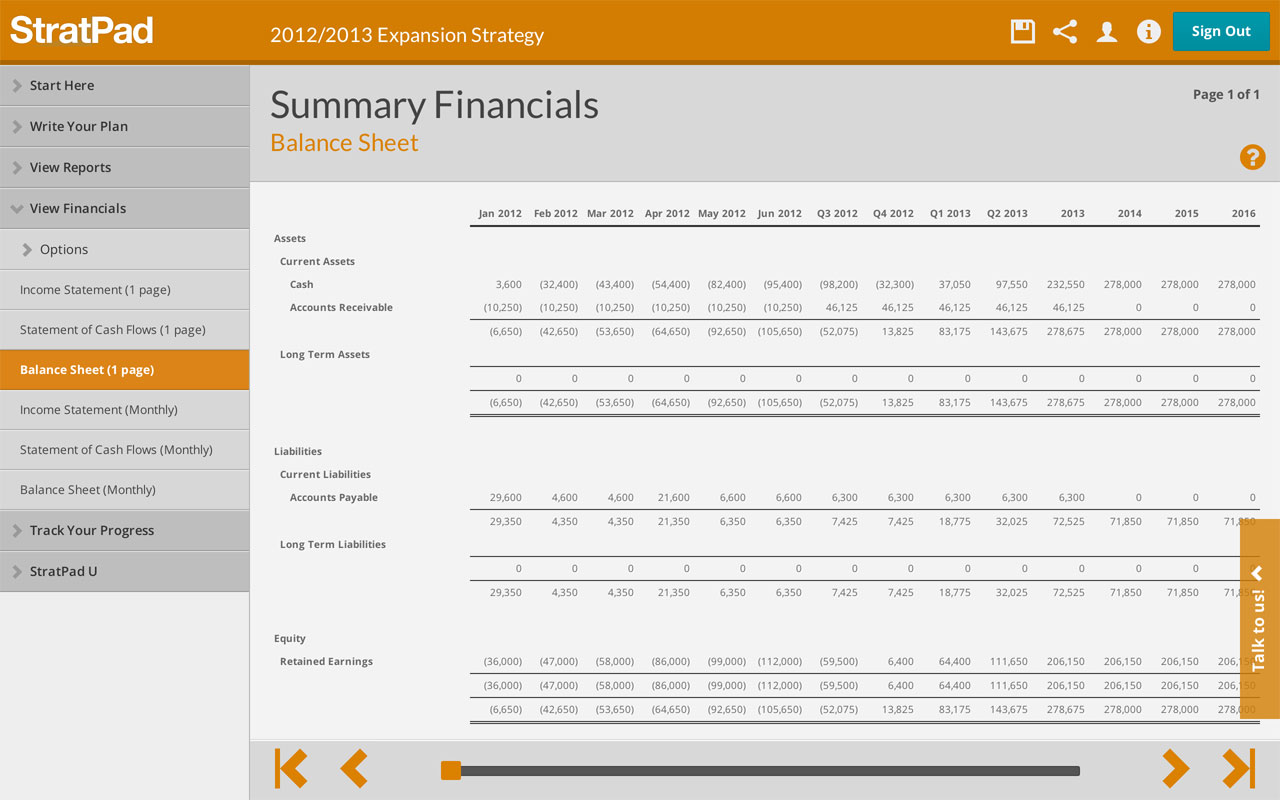 StratPad
2012/2013 Expansion Strategy
Sign Out
Start Here
Write Your Plan
View Reports
View Financials
Options
Income Statement (1 page)
Statement of Cash Flows (1 page)
Balance Sheet (1 page)
Income Statement (Monthly)
Statement of Cash Flows (Monthly)
Balance Sheet (Monthly)
Track Your Progress
StratPad U
Summary Financials
Page 1 of 1
Balance Sheet
?
Jan 2012 Feb 2012 Mar 2012 Apr 2012 May 2012 Jun 2012 Q3 2012 Q4 2012 Q1 2013 Q2 2013 2013 2014 2015 2016
Assets
Current Assets
Cash 3,600 (32,400) (43,400) (54,400) (82,400) (95,400) (98,200) (32,300) 37,050 97,550 232,550 278,000 278,000 278,000
Accounts Receivable (10,250) (10,250) (10,250) (10,250) (10,250) (10,250) 46,125 46,125 46,125 46,125 46,125 0 0 0
(6,650) (42,650) (53,650) (64,650) (92,650) (105,650) (52,075) 13,825 83,175 143,675 278,675 278,000 278,000 278,000
Long Term Assets
0 0 0 0 0 0 0 0 0 0 0 0 0 0
(6,650) (42,650) (53,650) (64,650) (92,650) (105,650) (52,075) 13,825 83,175 143,675 278,675 278,000 278,000 278,000
Liabilities
Current Liabilities
Accounts Payable 29,600 4,600 4,600 21,600 6,600 6,600 6,300 6,300 6,300 6,300 6,300 0 0 0
29,350 4,350 4,350 21,350 6,350 6,350 7,425 7,425 18,775 32,025 72,525 71,850 71,850 71,850
Long Term Liabilities
0 0 0 0 0 0 0 0 0 0 0 0 0 0
29,350 4,350 4,350 21,350 6,350 6,350 7,425 7,425 18,775 32,025 72,525 71,850 71,850 71,850
Equity
Retained Earnings (36,000) (47,000) (58,000) (86,000) (99,000) (112,000) (59,500) 6,400 64,400 111,650 206,150 206,150 206,150 206,150
(36,000) (47,000) (58,000) (86,000) (99,000) (112,000) (59,500) 6,400 64,400 111,650 206,150 206,150 206,150 206,150
(6,650) (42,650) (53,650) (64,650) (92,650) (105,650) (52,075) 13,825 83,175 143,675 278,675 278,000 278,000 278,000
Talk to us!